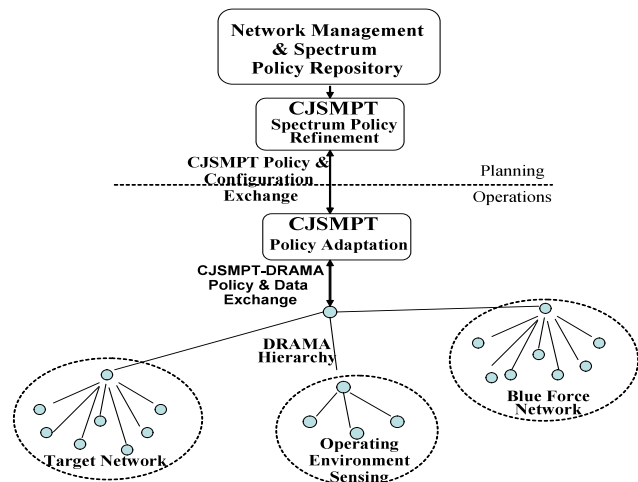 Network Management
& Spectrum
Policy Repository
CJSMPT
Spectrum Policy
Refinement
CJSMPT Policy &
Configuration
Exchange
Planning
Operations
CJSMPT
Policy Adaptation
CJSMPT-DRAMA
Policy & Data
Exchange
DRAMA
Hierarchy
Blue Force
Network
Target Network
Operating
Environment
Sensing